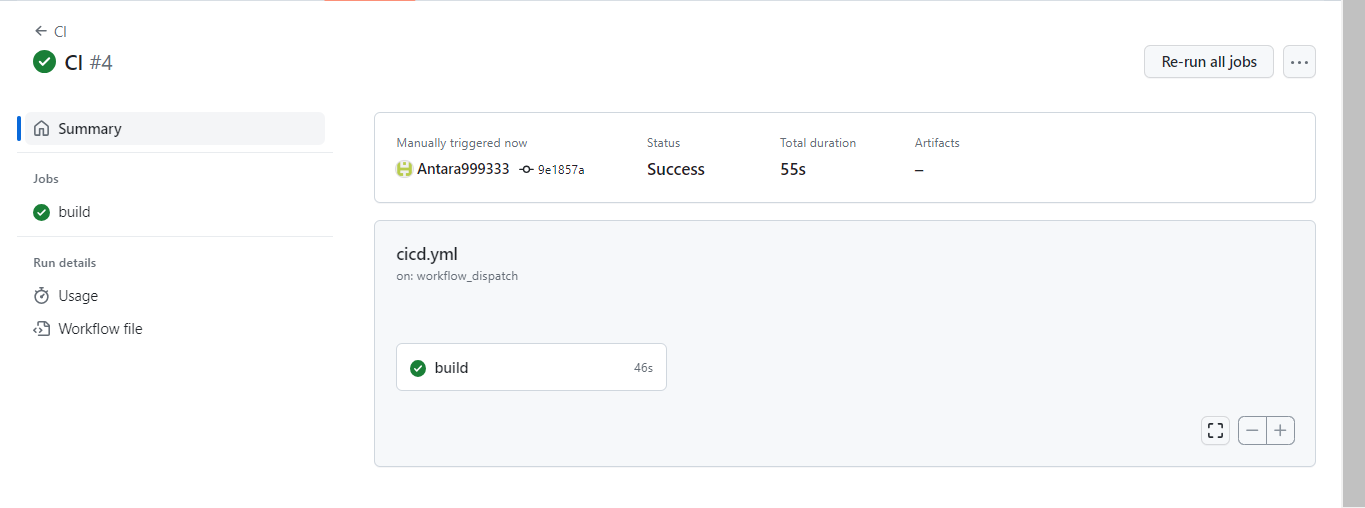 CI
CI #4
Re-run all jobs
Summary
Jobs
build
Run details
Usage
Workflow file
Manually triggered now
Antara999333 9e1857a
Status
Success
Total duration
55s
Artifacts
–
cicd.yml
on: workflow_dispatch
build 46s